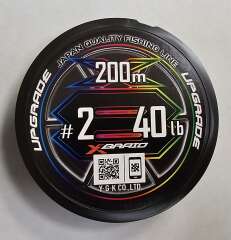 JAPAN QUALITY FISHING LINE
UPGRADE
UPGRADE
200m
#2 40lb
X BRAID
Y.G.K CO.,LTD